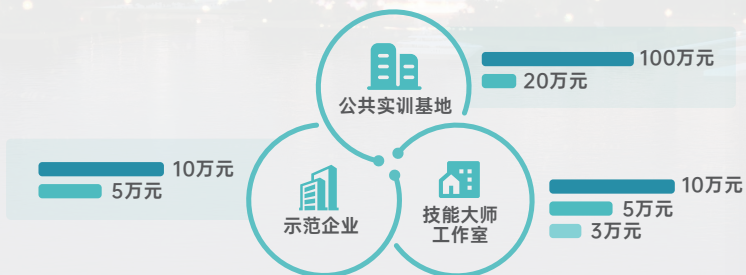 公共实训基地
100万元
20万元
示范企业
10万元
5万元
技能大师
工作室
10万元
5万元
3万元